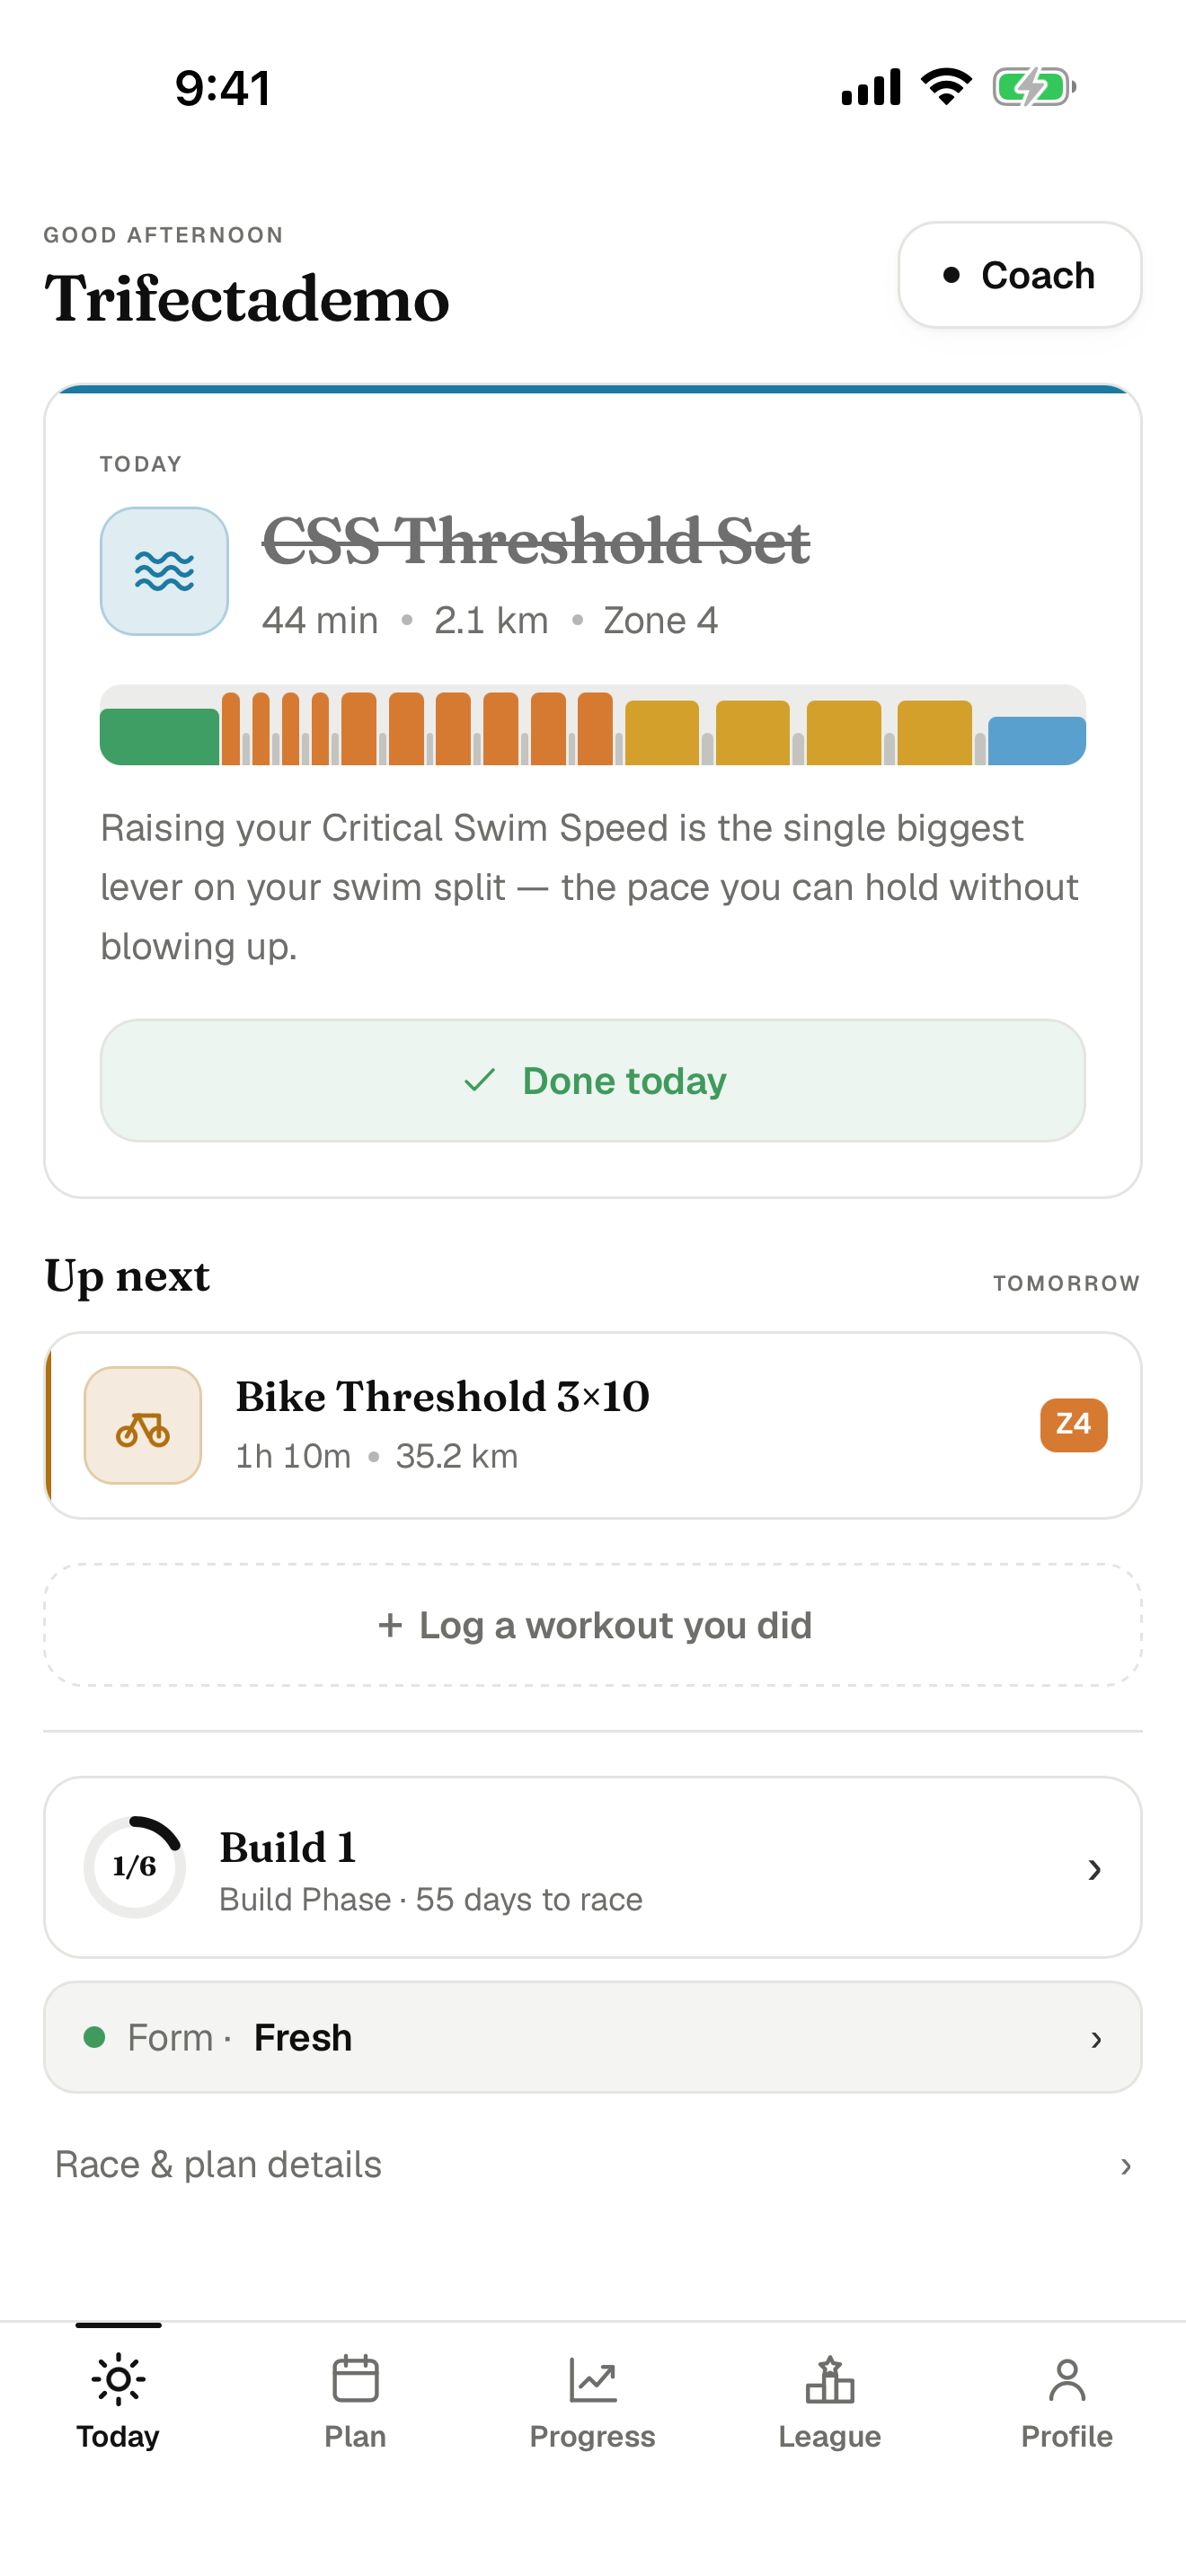 9:41
GOOD AFTERNOON
Trifectademo
Coach
TODAY
CSS Threshold Set
44 min • 2.1 km • Zone 4
Raising your Critical Swim Speed is the single biggest
lever on your swim split — the pace you can hold without
blowing up.
✓ Done today
Up next
TOMORROW
Bike Threshold 3×10
1h 10m • 35.2 km
Z4
+ Log a workout you did
1/6
Build 1
Build Phase · 55 days to race
›
Form · Fresh ›
Race & plan details ›
Today
Plan
Progress
League
Profile